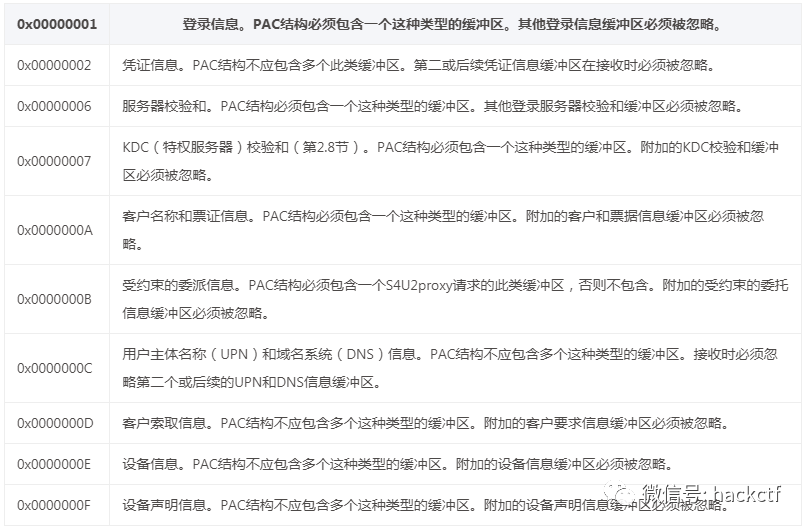 0x00000001 登录信息。PAC结构必须包含一个这种类型的缓冲区。其他登录信息缓冲区必须被忽略。
0x00000002 凭证信息。PAC结构不应包含多个此类缓冲区。第二或后续凭证信息缓冲区在接收时必须被忽略。
0x00000006 服务器校验和。PAC结构必须包含一个这种类型的缓冲区。其他登录服务器校验和缓冲区必须被忽略。
0x00000007 KDC（特权服务器）校验和（第2.8节）。PAC结构必须包含一个这种类型的缓冲区。附加的KDC校验和缓冲
区必须被忽略。
0x0000000A 客户名称和票证信息。PAC结构必须包含一个这种类型的缓冲区。附加的客户和票据信息缓冲区必须被忽
略。
0x0000000B 受约束的委派信息。PAC结构必须包含一个S4U2proxy请求的此类缓冲区，否则不包含。附加的受约束的委托
信息缓冲区必须被忽略。
0x0000000C 用户主体名称（UPN）和域名系统（DNS）信息。PAC结构不应包含多个这种类型的缓冲区。接收时必须忽
略第二个或后续的UPN和DNS信息缓冲区。
0x0000000D 客户索取信息。PAC结构不应包含多个这种类型的缓冲区。附加的客户要求信息缓冲区必须被忽略。
0x0000000E 设备信息。PAC结构不应包含多个这种类型的缓冲区。附加的设备信息缓冲区必须被忽略。
0x0000000F 设备声明信息。PAC结构不应包含多个这种类型的缓冲区。附加的设备声明信息缓冲区必须被忽略。
微信号: hackctf